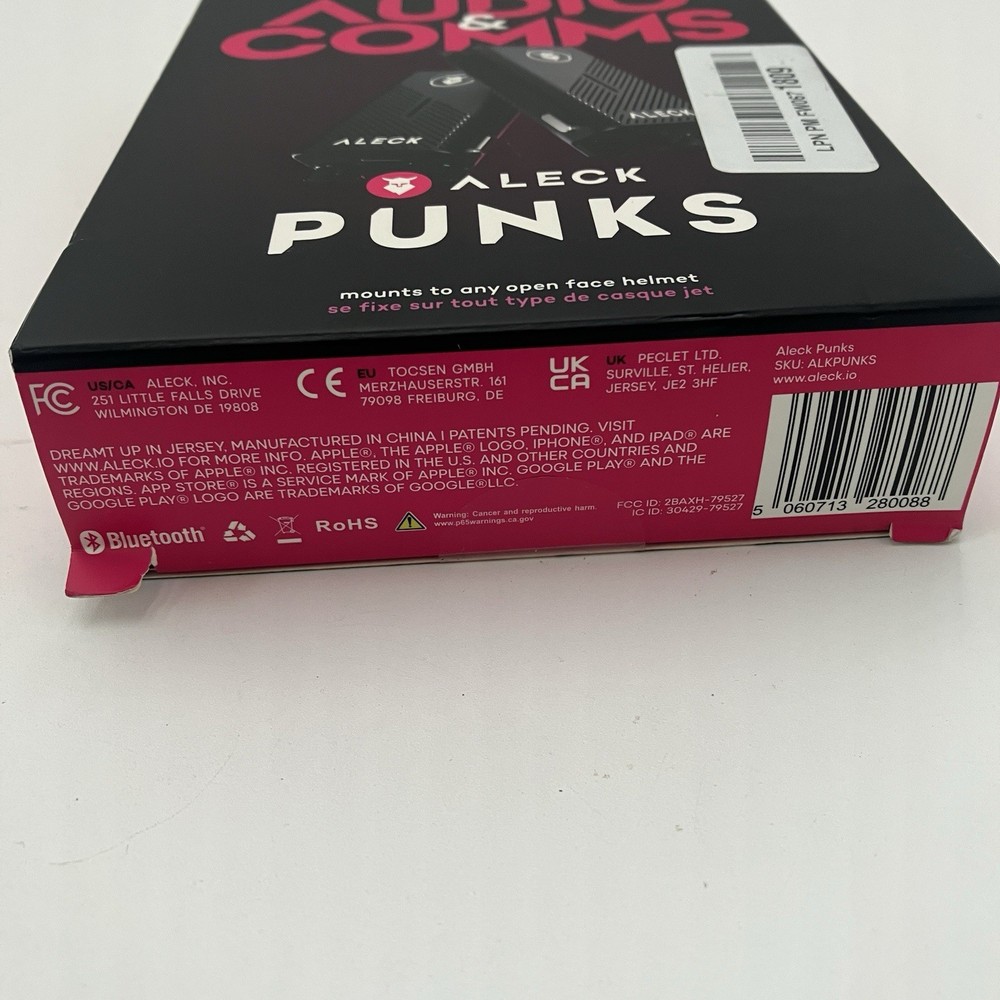 AUDIO
&
COMMS
ALECK
ALECK
LPN PM FW067 1809
ALECK
PUNKS
mounts to any open face helmet
se fixe sur tout type de casque jet
FC
US/CA ALECK, INC.
251 LITTLE FALLS DRIVE
WILMINGTON DE 19808
CE
EU TOCSEN GMBH
MERZHAUSERSTR. 161
79098 FREIBURG, DE
UK
CA
UK PECLET LTD.
SURVILLE, ST. HELIER,
JERSEY, JE2 3HF
Aleck Punks
SKU: ALKPUNKS
www.aleck.io
DREAMT UP IN JERSEY, MANUFACTURED IN CHINA I PATENTS PENDING. VISIT
WWW.ALECK.IO FOR MORE INFO. APPLE®, THE APPLE® LOGO, IPHONE®, AND IPAD® ARE
TRADEMARKS OF APPLE® INC. REGISTERED IN THE U.S. AND OTHER COUNTRIES AND
REGIONS. APP STORE® IS A SERVICE MARK OF APPLE® INC. GOOGLE PLAY® AND THE
GOOGLE PLAY® LOGO ARE TRADEMARKS OF GOOGLE®LLC.
Bluetooth®
RoHS
Warning: Cancer and reproductive harm.
www.p65warnings.ca.gov
FCC ID: 2BAXH-79527
IC ID: 30429-79527
5 060713 280088